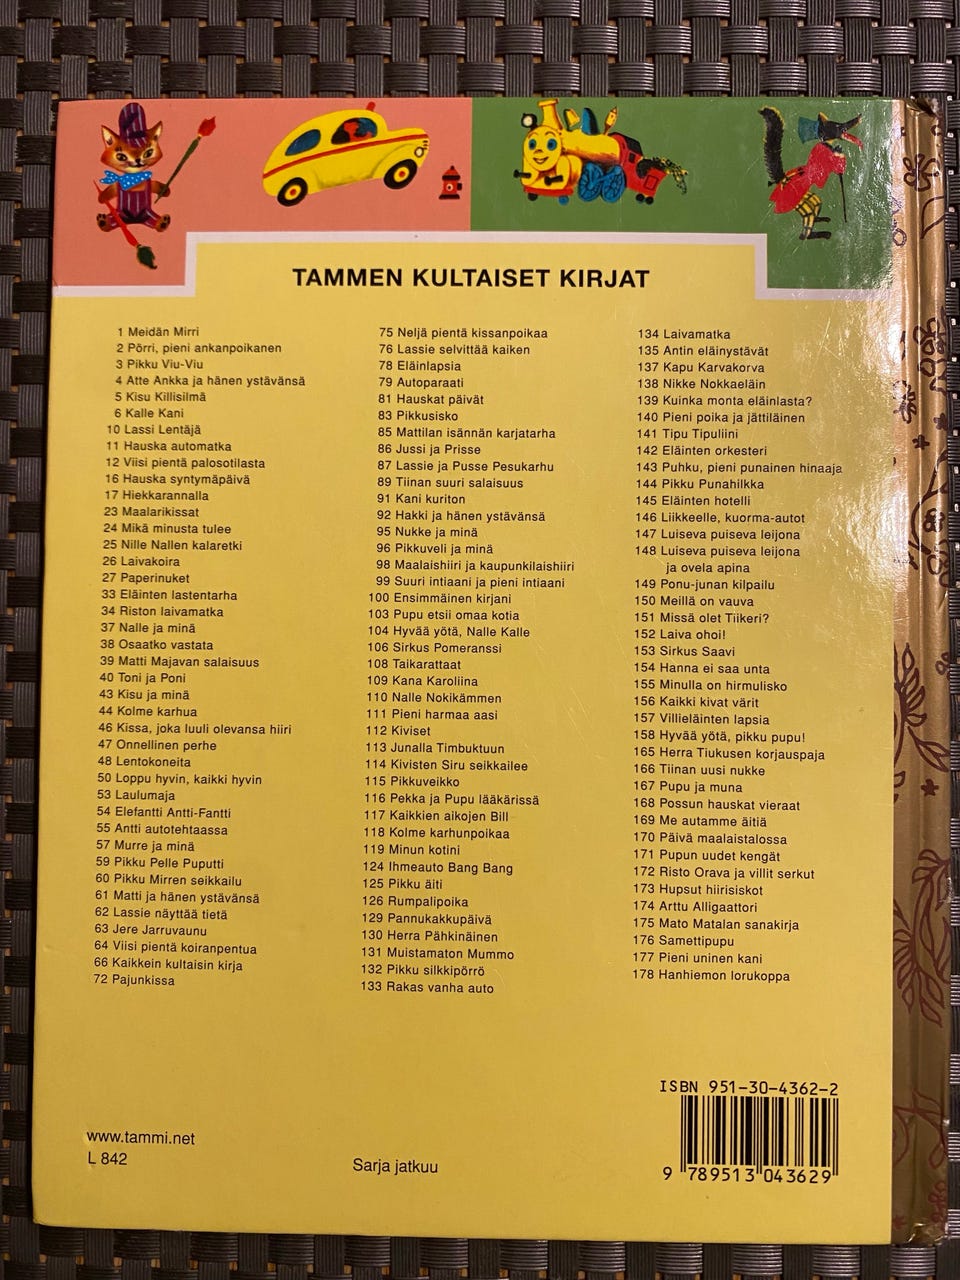 TAMMEN KULTAISET KIRJAT
1 Meidän Mirri
2 Pörri, pieni ankanpoikanen
3 Pikku Viu-Viu
4 Atte Ankka ja hänen ystävänsä
5 Kisu Killisilmä
6 Kalle Kani
10 Lassi Lentäjä
11 Hauska automatka
12 Viisi pientä palosotilasta
16 Hauska syntymäpäivä
17 Hiekkarannalla
23 Maalarikissat
24 Mikä minusta tulee
25 Nille Nallen kalaretki
26 Laivakoira
27 Paperinuket
33 Eläinten lastentarha
34 Riston laivamatka
37 Nalle ja minä
38 Osaatko vastata
39 Matti Majavan salaisuus
40 Toni ja Poni
43 Kisu ja minä
44 Kolme karhua
46 Kissa, joka luuli olevansa hiiri
47 Onnellinen perhe
48 Lentokoneita
50 Loppu hyvin, kaikki hyvin
53 Laulumaja
54 Elefantti Antti-Fantti
55 Antti autotehtaassa
57 Murre ja minä
59 Pikku Pelle Puputti
60 Pikku Mirren seikkailu
61 Matti ja hänen ystävänsä
62 Lassie näyttää tietä
63 Jere Jarruvaunu
64 Viisi pientä koiranpentua
66 Kaikkein kultaisin kirja
72 Pajunkissa
75 Neljä pientä kissanpoikaa
76 Lassie selvittää kaiken
78 Eläinlapsia
79 Autoparaati
81 Hauskat päivät
83 Pikkusisko
85 Mattilan isännän karjatarha
86 Jussi ja Prisse
87 Lassie ja Pusse Pesukarhu
89 Tiinan suuri salaisuus
91 Kani kuriton
92 Hakki ja hänen ystävänsä
95 Nukke ja minä
96 Pikkuveli ja minä
98 Maalaishiiri ja kaupunkilaishiiri
99 Suuri intiaani ja pieni intiaani
100 Ensimmäinen kirjani
103 Pupu etsii omaa kotia
104 Hyvää yötä, Nalle Kalle
106 Sirkus Pomeranssi
108 Taikarattaat
109 Kana Karoliina
110 Nalle Nokikämmen
111 Pieni harmaa aasi
112 Kiviset
113 Junalla Timbuktuun
114 Kivisten Siru seikkailee
115 Pikkuveikko
116 Pekka ja Pupu lääkärissä
117 Kaikkien aikojen Bill
118 Kolme karhunpoikaa
119 Minun kotini
124 Ihmeauto Bang Bang
125 Pikku äiti
126 Rumpalipoika
129 Pannukakkupäivä
130 Herra Pähkinäinen
131 Muistamaton Mummo
132 Pikku silkkipörrö
133 Rakas vanha auto
134 Laivamatka
135 Antin eläinystävät
137 Kapu Karvakorva
138 Nikke Nokkaeläin
139 Kuinka monta eläinlasta?
140 Pieni poika ja jättiläinen
141 Tipu Tipuliini
142 Eläinten orkesteri
143 Puhku, pieni punainen hinaaja
144 Pikku Punahilkka
145 Eläinten hotelli
146 Liikkeelle, kuorma-autot
147 Luiseva puiseva leijona
148 Luiseva puiseva leijona
ja ovela apina
149 Ponu-junan kilpailu
150 Meillä on vauva
151 Missä olet Tiikeri?
152 Laiva ohoi!
153 Sirkus Saavi
154 Hanna ei saa unta
155 Minulla on hirmulisko
156 Kaikki kivat värit
157 Villieläinten lapsia
158 Hyvää yötä, pikku pupu!
165 Herra Tiukusen korjauspaja
166 Tiinan uusi nukke
167 Pupu ja muna
168 Possun hauskat vieraat
169 Me autamme äitiä
170 Päivä maalaistalossa
171 Pupun uudet kengät
172 Risto Orava ja villit serkut
173 Hupsut hiirisiskot
174 Arttu Alligaattori
175 Mato Matalan sanakirja
176 Samettipupu
177 Pieni uninen kani
178 Hanhiemon lorukoppa
www.tammi.net
L 842
Sarja jatkuu
ISBN 951-30-4362-2
9 789513 043629